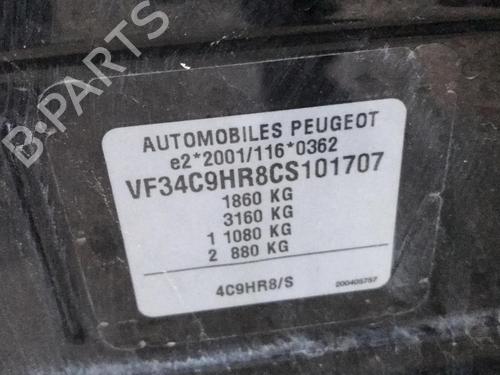 B-PARTS
AUTOMOBILES PEUGEOT
e2*2001/116*0362
VF34C9HR8CS101707
1860 KG
3160 KG
1 1080 KG
2 880 KG
4C9HR8/S
200405757